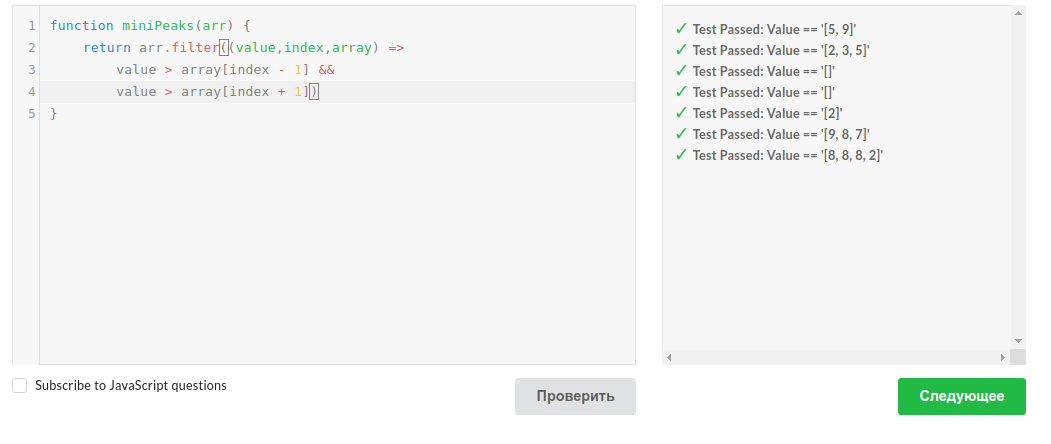 1 function miniPeaks(arr) {
2 return arr.filter((value,index,array) =>
3 value > array[index - 1] &&
4 value > array[index + 1])
5 }
✓ Test Passed: Value == '[5, 9]'
✓ Test Passed: Value == '[2, 3, 5]'
✓ Test Passed: Value == '[]'
✓ Test Passed: Value == '[]'
✓ Test Passed: Value == '[2]'
✓ Test Passed: Value == '[9, 8, 7]'
✓ Test Passed: Value == '[8, 8, 8, 2]'
Subscribe to JavaScript questions
Проверить
Следующее